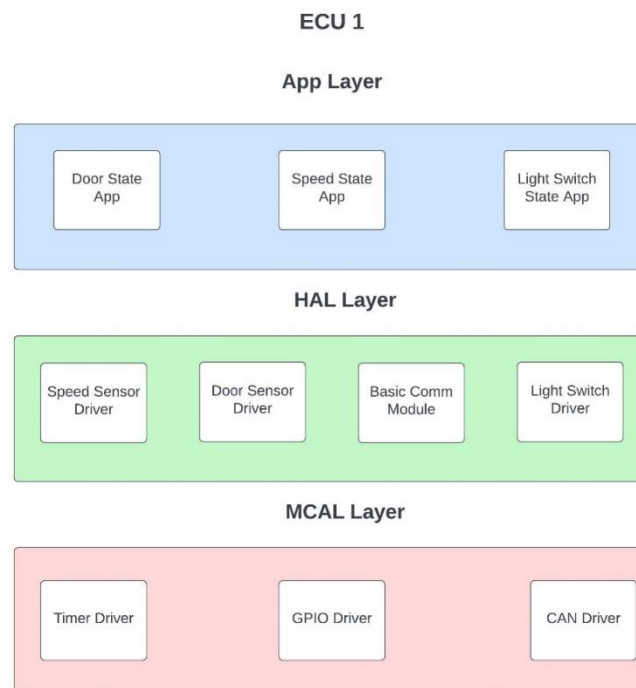 ECU 1
App Layer
Door State
App
Speed State
App
Light Switch
State App
HAL Layer
Speed Sensor
Driver
Door Sensor
Driver
Basic Comm
Module
Light Switch
Driver
MCAL Layer
Timer Driver
GPIO Driver
CAN Driver